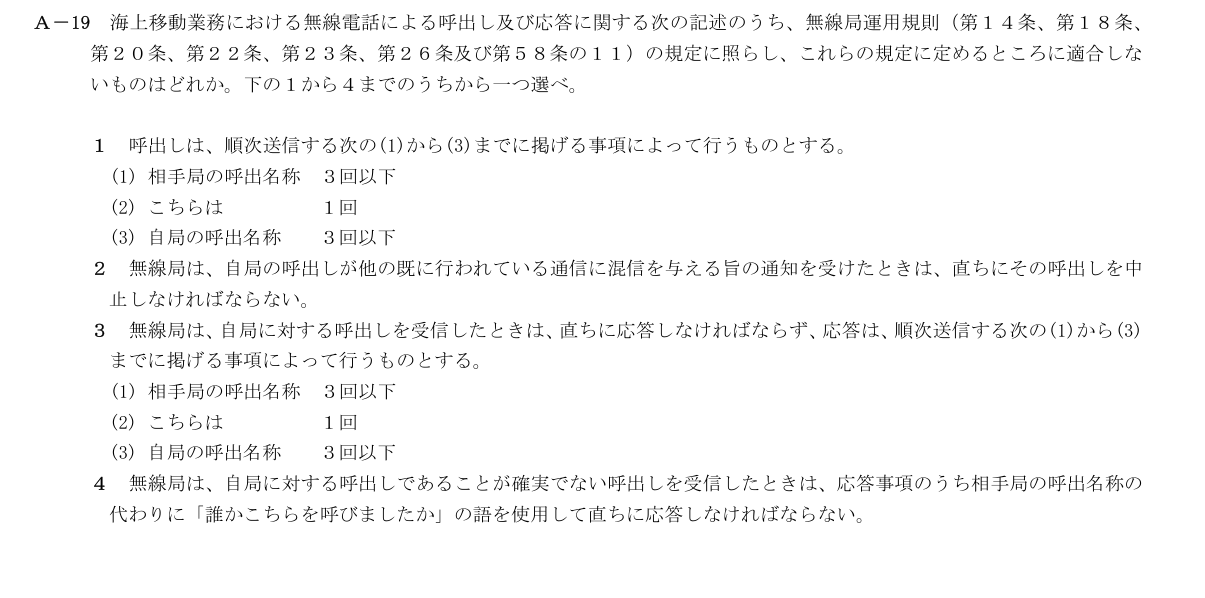 Ａ－19　海上移動業務における無線電話による呼出し及び応答に関する次の記述のうち、無線局運用規則（第１４条、第１８条、
第２０条、第２２条、第２３条、第２６条及び第５８条の１１）の規定に照らし、これらの規定に定めるところに適合しな
いものはどれか。下の１から４までのうちから一つ選べ。
１　呼出しは、順次送信する次の(1)から(3)までに掲げる事項によって行うものとする。
(1) 相手局の呼出名称　３回以下
(2) こちらは　１回
(3) 自局の呼出名称　３回以下
２　無線局は、自局の呼出しが他の既に行われている通信に混信を与える旨の通知を受けたときは、直ちにその呼出しを中
止しなければならない。
３　無線局は、自局に対する呼出しを受信したときは、直ちに応答しなければならず、応答は、順次送信する次の(1)から(3)
までに掲げる事項によって行うものとする。
(1) 相手局の呼出名称　３回以下
(2) こちらは　１回
(3) 自局の呼出名称　３回以下
４　無線局は、自局に対する呼出しであることが確実でない呼出しを受信したときは、応答事項のうち相手局の呼出名称の
代わりに「誰かこちらを呼びましたか」の語を使用して直ちに応答しなければならない。